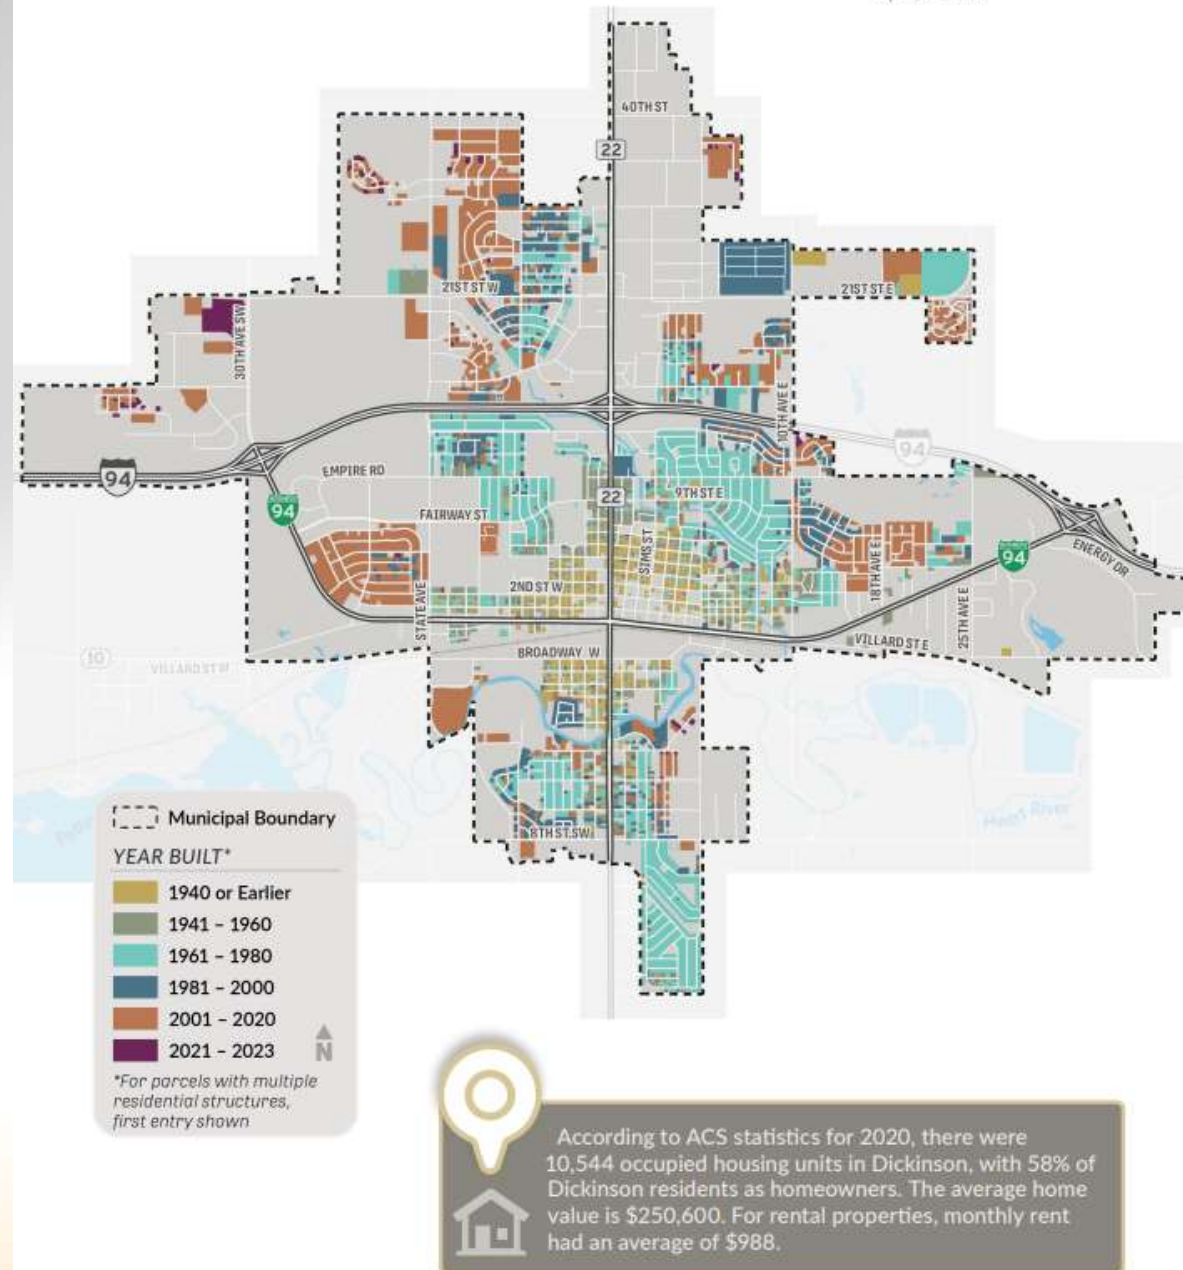 40TH ST
22
21ST ST W
21ST ST E
30TH AVE SW
10TH AVE E
94
EMPIRE RD
94
94
22
9TH ST E
FAIRWAY ST
SIMS ST
2ND ST W
STATE AVE
18TH AVE E
94
ENERGY DR
25TH AVE E
VILLARD ST E
BROADWAY W
10
VILLARD ST W
8TH ST SW
Heart River
Municipal Boundary
YEAR BUILT*
1940 or Earlier
1941 – 1960
1961 – 1980
1981 – 2000
2001 – 2020
2021 – 2023
N
*For parcels with multiple
residential structures,
first entry shown
According to ACS statistics for 2020, there were
10,544 occupied housing units in Dickinson, with 58% of
Dickinson residents as homeowners. The average home
value is $250,600. For rental properties, monthly rent
had an average of $988.